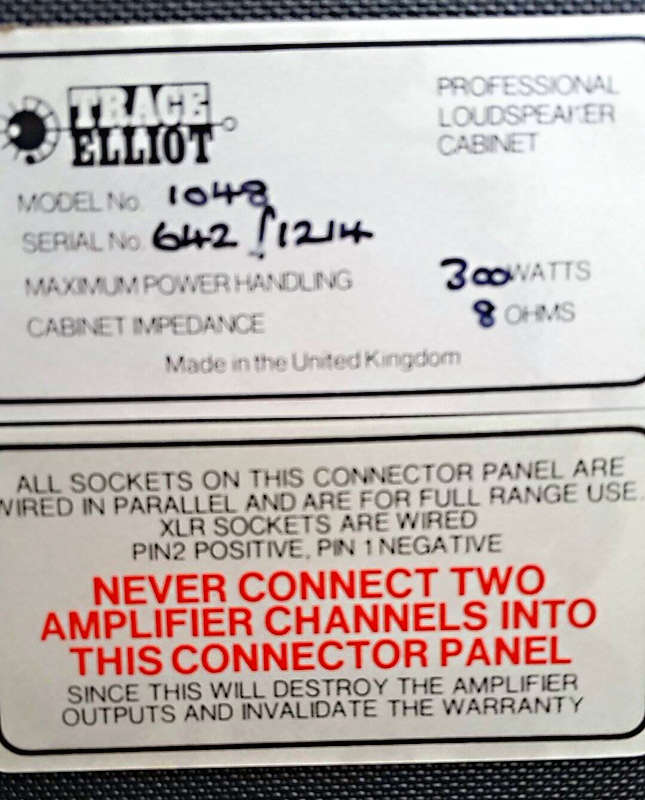 TRACE
ELLIOT
PROFESSIONAL
LOUDSPEAKER
CABINET
MODEL No. 1048
SERIAL No. 642 / 1214
MAXIMUM POWER HANDLING 300 WATTS
CABINET IMPEDANCE 8 OHMS
Made in the United Kingdom
ALL SOCKETS ON THIS CONNECTOR PANEL ARE
WIRED IN PARALLEL AND ARE FOR FULL RANGE USE.
XLR SOCKETS ARE WIRED
PIN2 POSITIVE, PIN 1 NEGATIVE
NEVER CONNECT TWO
AMPLIFIER CHANNELS INTO
THIS CONNECTOR PANEL
SINCE THIS WILL DESTROY THE AMPLIFIER
OUTPUTS AND INVALIDATE THE WARRANTY